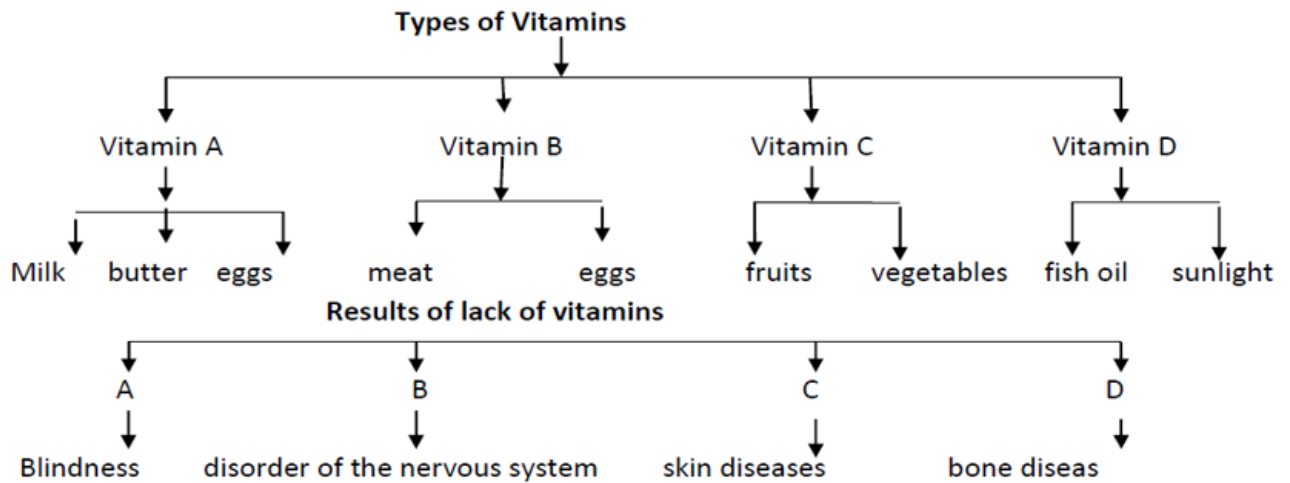 Types of Vitamins
Vitamin A Vitamin B Vitamin C Vitamin D
Milk butter eggs meat eggs fruits vegetables fish oil sunlight
Results of lack of vitamins
A B C D
Blindness disorder of the nervous system skin diseases bone diseas